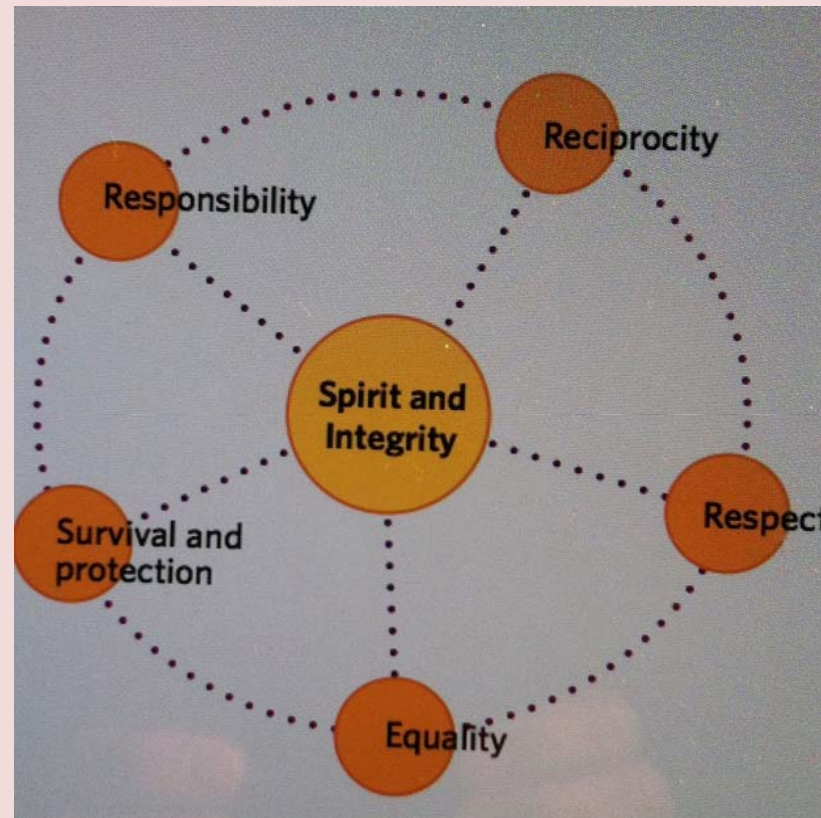 Reciprocity
Responsibility
Spirit and
Integrity
Respect
Survival and
protection
Equality